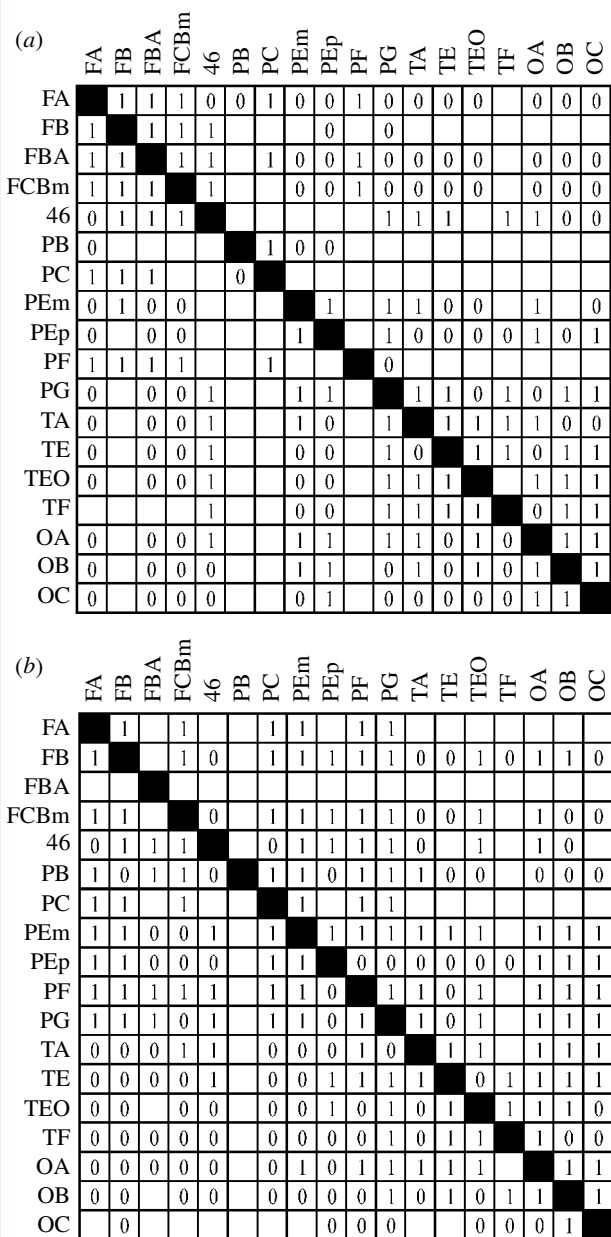 (a) FA FB FBA FCBm 46 PB PC PEm PEp PF PG TA TE TEO TF OA OB OC
FA 1 1 1 0 0 1 0 0 1 0 0 0 0 0 0 0
FB 1 1 1 1 0 0
FBA 1 1 1 1 1 0 0 1 0 0 0 0 0 0 0
FCBm 1 1 1 1 0 0 1 0 0 0 0 0 0 0
46 0 1 1 1 1 1 1 1 1 0 0
PB 0 1 0 0
PC 1 1 1 0
PEm 0 1 0 0 1 1 1 0 0 1 0
PEp 0 0 0 1 1 0 0 0 0 1 0 1
PF 1 1 1 1 1 0
PG 0 0 0 1 1 1 1 1 0 1 0 1 1
TA 0 0 0 1 1 0 1 1 1 1 1 0 0
TE 0 0 0 1 0 0 1 0 1 1 0 1 1
TEO 0 0 0 1 0 0 1 1 1 1 1 1
TF 1 0 0 1 1 1 1 0 1 1
OA 0 0 0 1 1 1 1 1 0 1 0 1 1
OB 0 0 0 0 1 1 0 1 0 1 0 1 1
OC 0 0 0 0 0 1 0 0 0 0 0 1 1
(b) FA FB FBA FCBm 46 PB PC PEm PEp PF PG TA TE TEO TF OA OB OC
FA 1 1 1 1 1 1
FB 1 1 0 1 1 1 1 1 0 0 1 0 1 1 0
FBA
FCBm 1 1 0 1 1 1 1 1 1 0 1 1 0 0
46 0 1 1 1 0 1 1 1 1 0 1 1 0
PB 1 0 1 1 0 1 1 0 1 1 1 0 0 0 0 0
PC 1 1 1 1 1 1
PEm 1 1 0 0 1 1 1 1 1 1 1 1 1 1 1
PEp 1 1 0 0 0 1 1 0 0 0 0 0 0 1 1 1
PF 1 1 1 1 1 1 1 0 1 1 0 1 1 1 1
PG 1 1 1 0 1 1 1 0 1 1 0 1 1 1 1
TA 0 0 0 1 1 0 0 0 1 0 1 1 1 1 1
TE 0 0 0 0 1 0 0 1 1 1 1 0 1 1 1 1
TEO 0 0 0 0 0 0 1 0 1 0 1 1 1 1 0
TF 0 0 0 0 0 0 0 0 0 1 0 1 1 1 0 0
OA 0 0 0 0 0 0 1 0 1 1 1 1 1 1 1
OB 0 0 0 0 0 0 0 0 1 0 1 0 1 1 1
OC 0 0 0 0 0 0 0 0 1